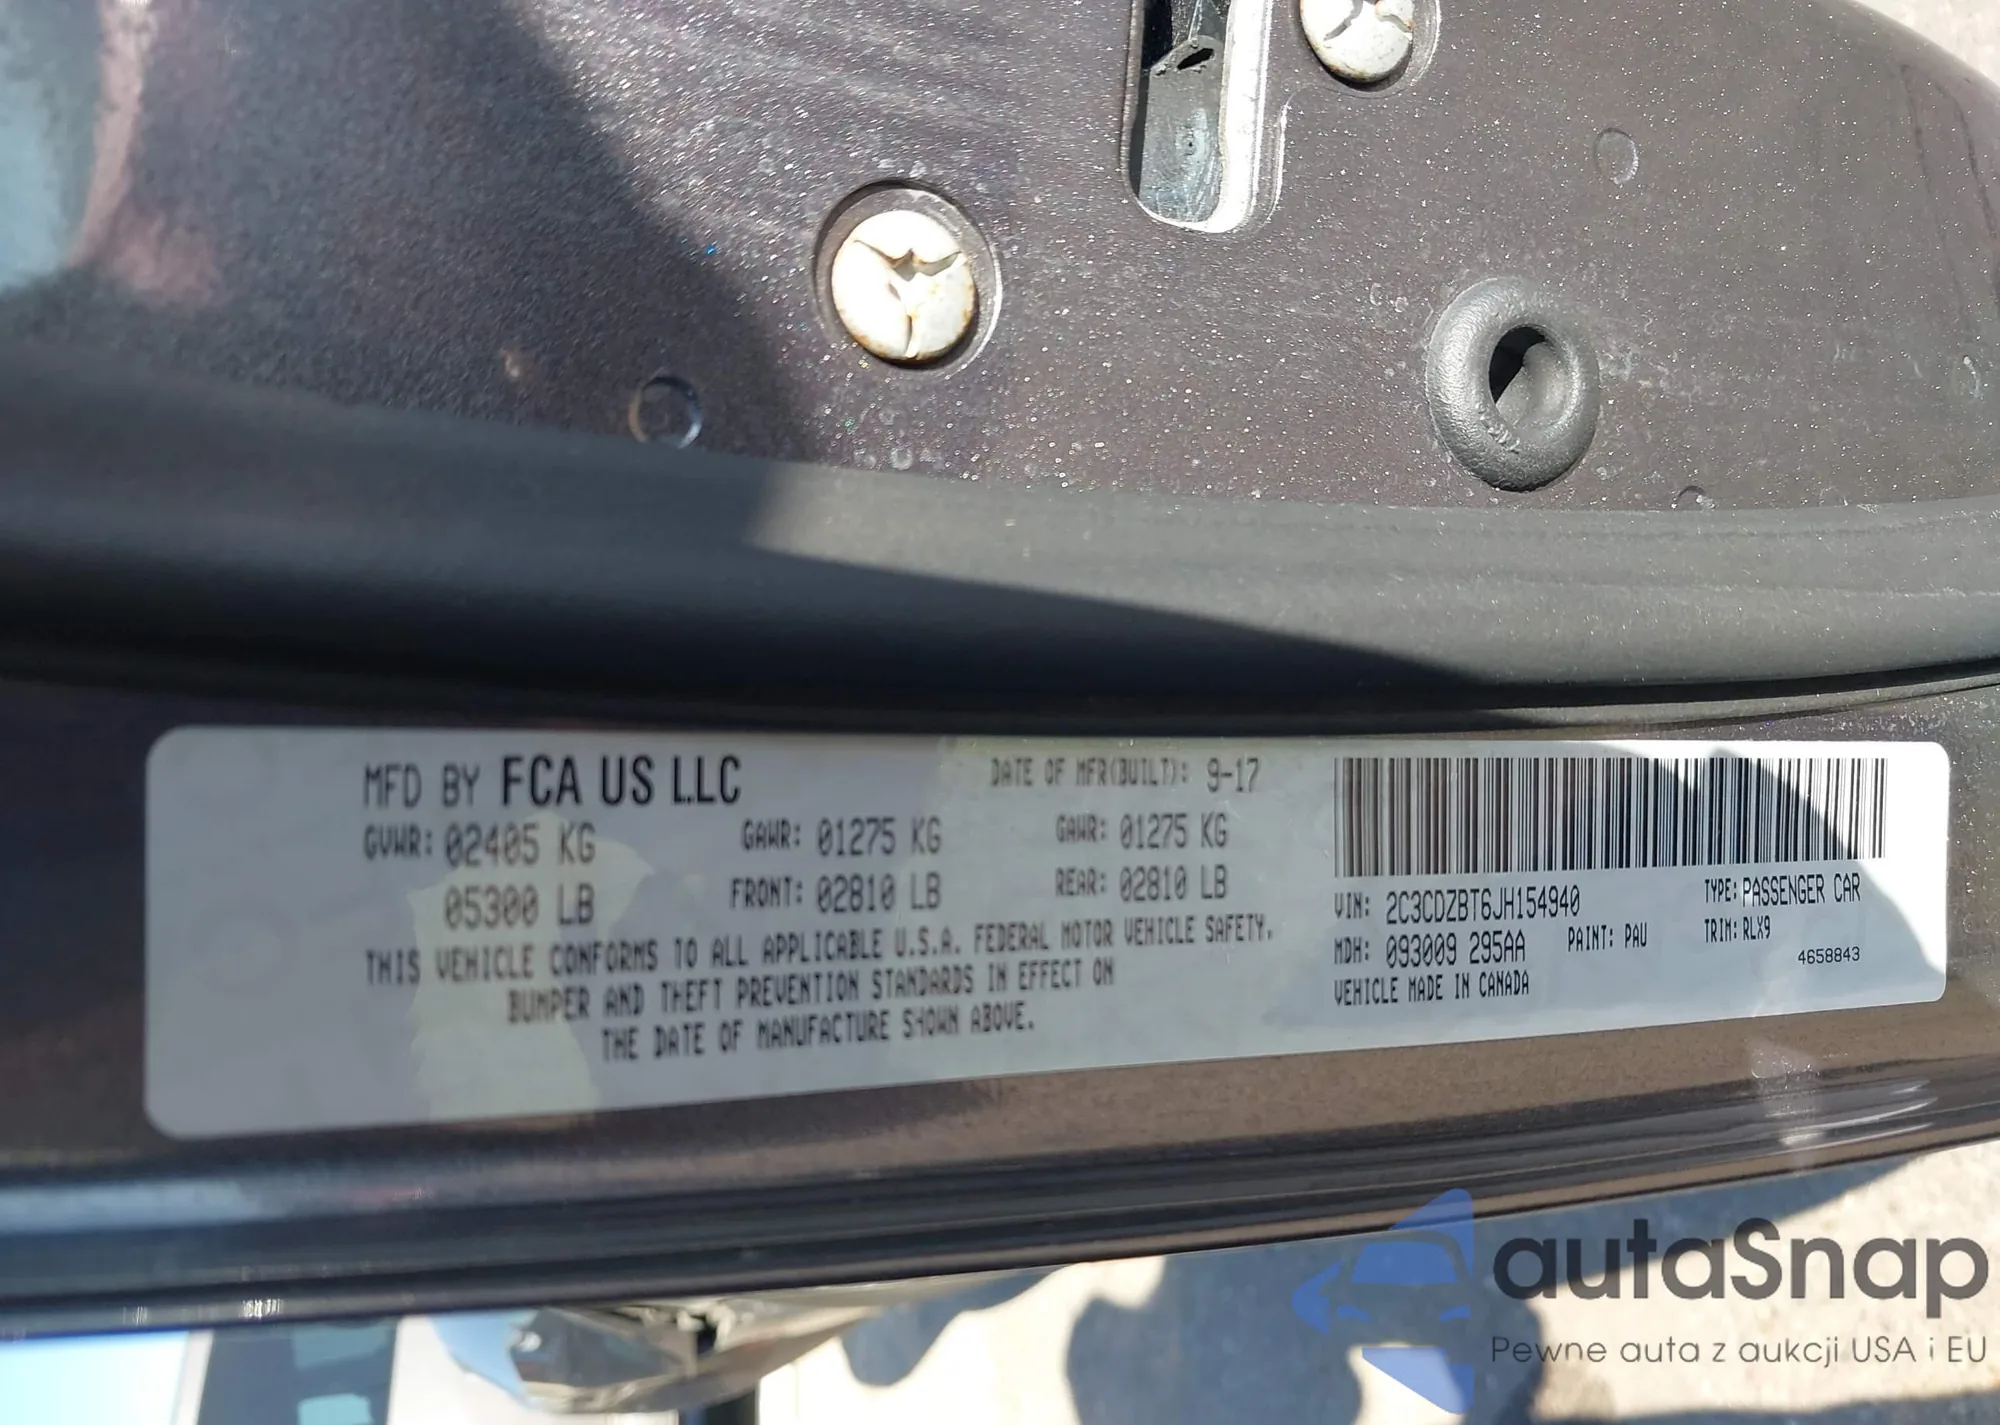 MFD BY FCA US LLC DATE OF MFR(BUILT): 9-17
GVWR: 02405 KG GAWR: 01275 KG GAWR: 01275 KG
05300 LB FRONT: 02810 LB REAR: 02810 LB
THIS VEHICLE CONFORMS TO ALL APPLICABLE U.S.A. FEDERAL MOTOR VEHICLE SAFETY,
BUMPER AND THEFT PREVENTION STANDARDS IN EFFECT ON
THE DATE OF MANUFACTURE SHOWN ABOVE.
VIN: 2C3CDZBT6JH154940 TYPE: PASSENGER CAR
MDH: 093009 295AA PAINT: PAU TRIM: RLX9
VEHICLE MADE IN CANADA 4658843
autaSnap
Pewne auta z aukcji USA i EU